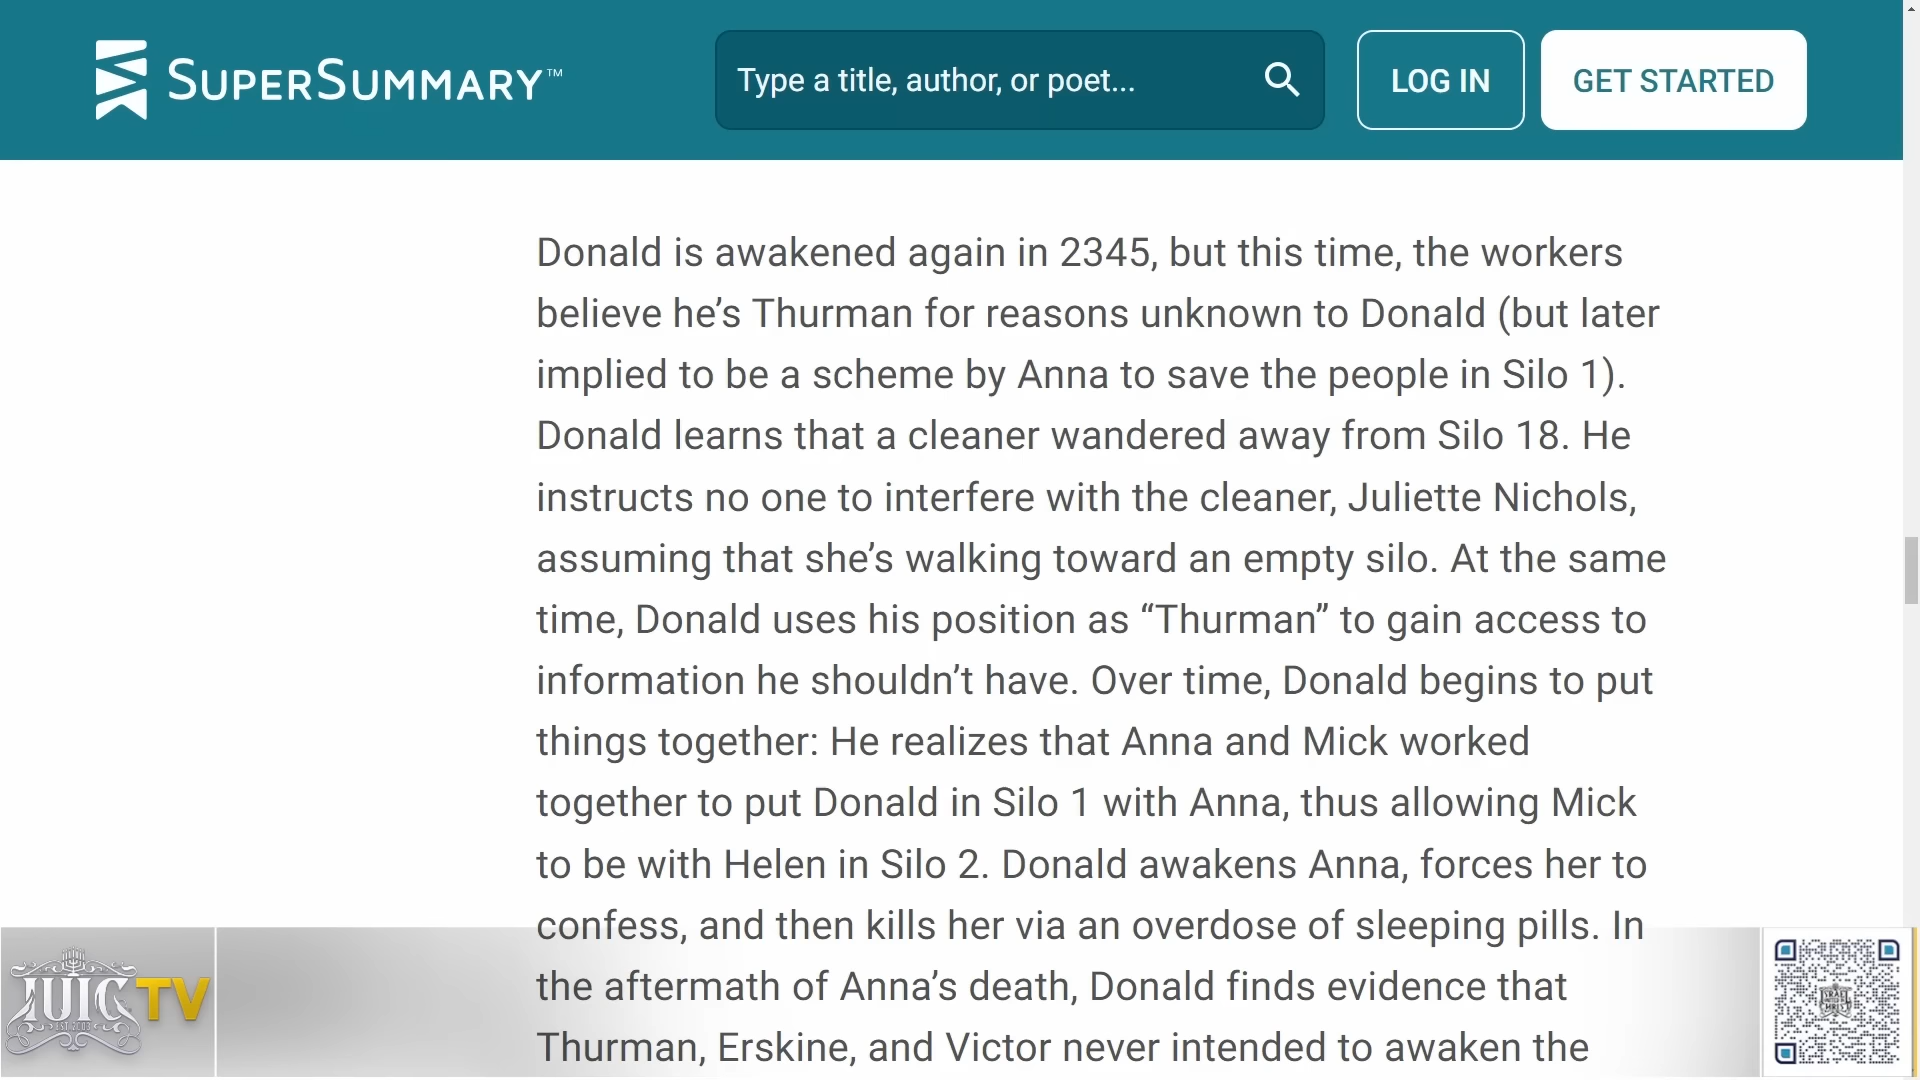 SUPERSUMMARY™
Type a title, author, or poet...
LOG IN
GET STARTED
Donald is awakened again in 2345, but this time, the workers
believe he’s Thurman for reasons unknown to Donald (but later
implied to be a scheme by Anna to save the people in Silo 1).
Donald learns that a cleaner wandered away from Silo 18. He
instructs no one to interfere with the cleaner, Juliette Nichols,
assuming that she’s walking toward an empty silo. At the same
time, Donald uses his position as “Thurman” to gain access to
information he shouldn’t have. Over time, Donald begins to put
things together: He realizes that Anna and Mick worked
together to put Donald in Silo 1 with Anna, thus allowing Mick
to be with Helen in Silo 2. Donald awakens Anna, forces her to
confess, and then kills her via an overdose of sleeping pills. In
the aftermath of Anna’s death, Donald finds evidence that
Thurman, Erskine, and Victor never intended to awaken the
IUIC TV
EST. 2003